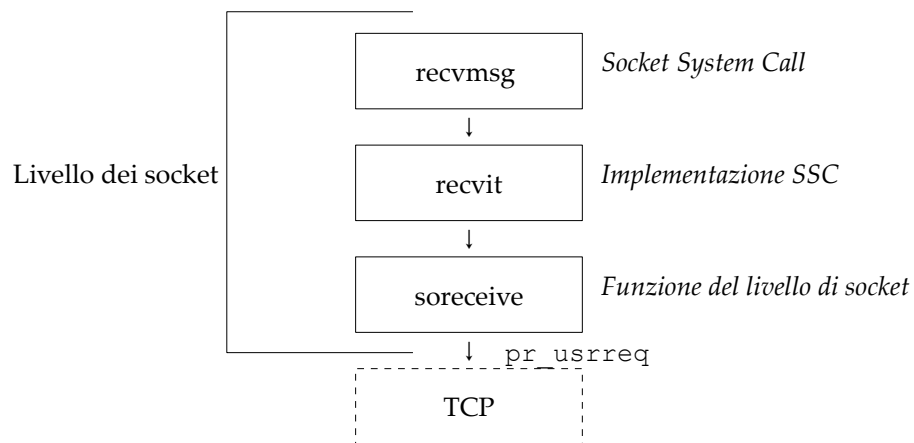 recvmsg
Socket System Call
Livello dei socket
recvit
Implementazione SSC
soreceive
Funzione del livello di socket
pr_usrreq
TCP